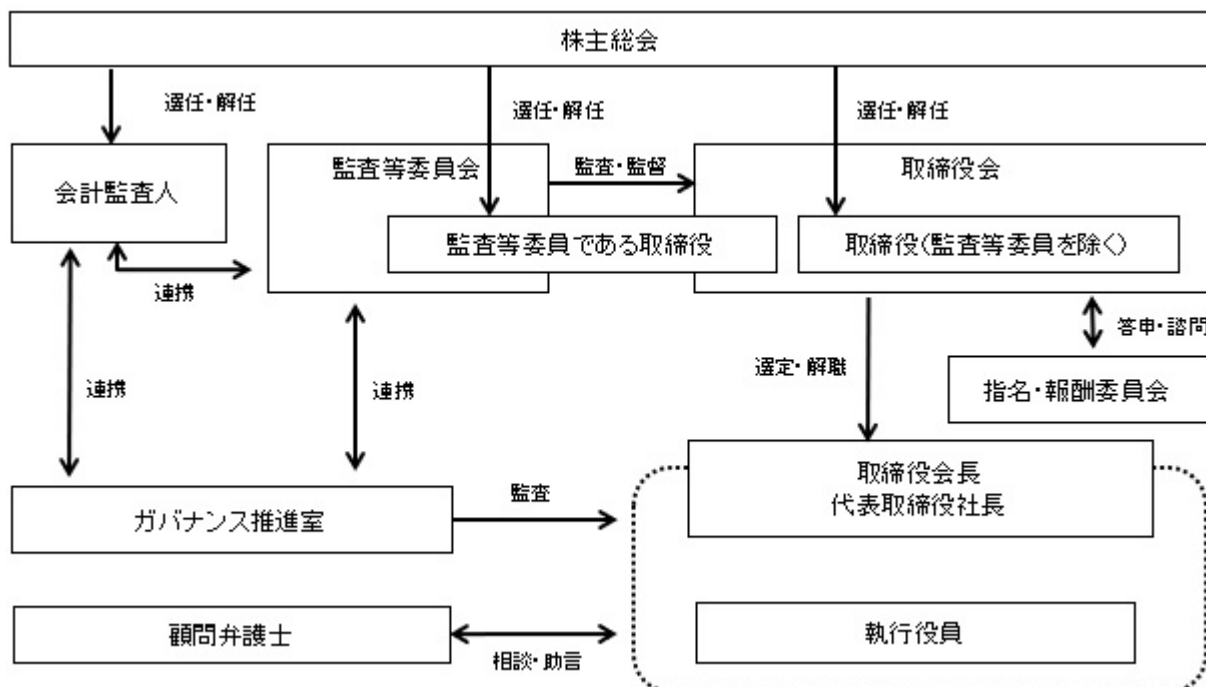 株主総会
選任・解任
選任・解任
選任・解任
会計監査人
監査等委員会
監査・監督
取締役会
監査等委員である取締役
取締役(監査等委員を除く)
連携
答申・諮問
連携
連携
選定・解職
指名・報酬委員会
取締役会長
代表取締役社長
ガバナンス推進室
監査
顧問弁護士
相談・助言
執行役員